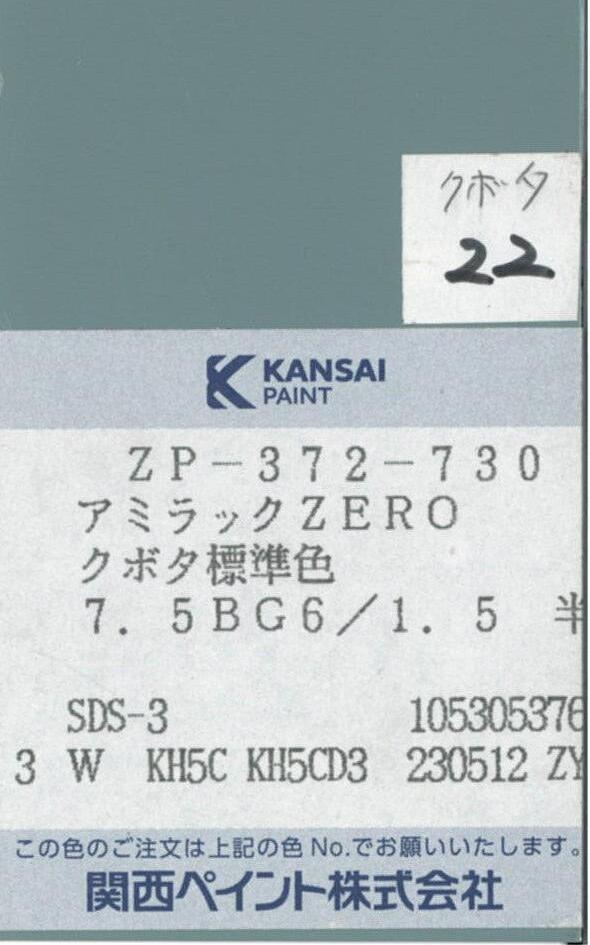 クボタ
22
KANSAI
PAINT
ZP-372-730
アミラックZERO
クボタ標準色
7.5BG6/1.5 半
SDS-3 105305376
3 W KH5C KH5CD3 230512 ZY
この色のご注文は上記の色No.でお願いいたします。
関西ペイント株式会社